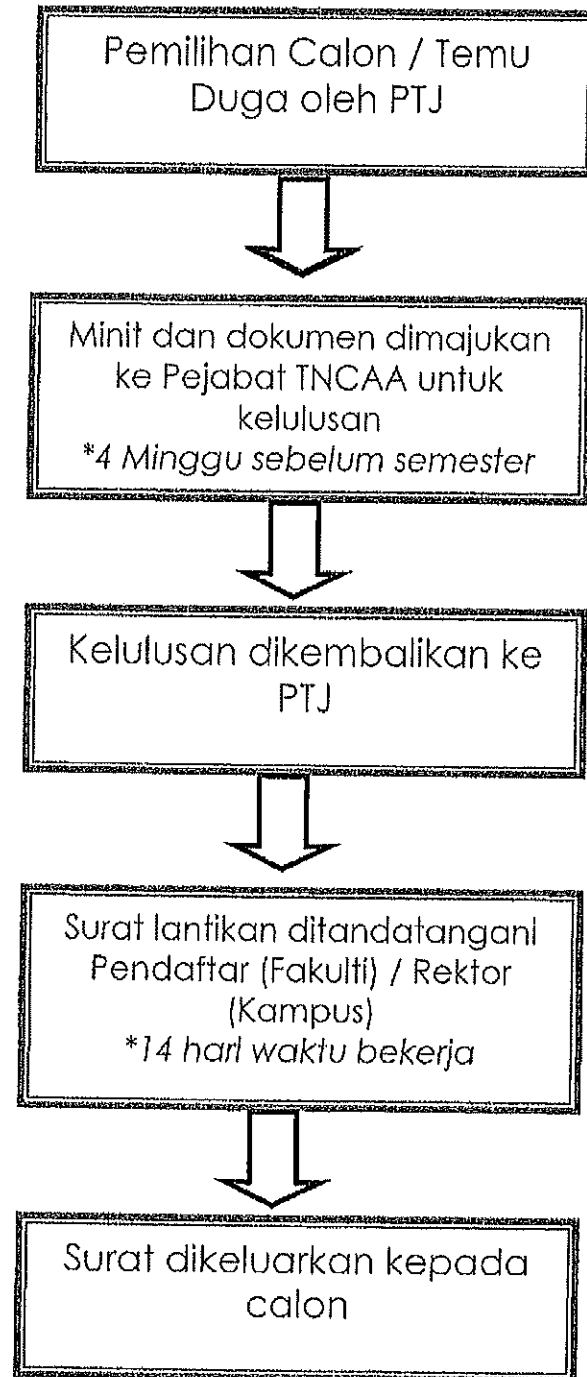 Pemilihan Calon / Temu
Duga oleh PTJ
Minit dan dokumen dimajukan
ke Pejabat TNCAA untuk
kelulusan
*4 Minggu sebelum semester
Kelulusan dikembalikan ke
PTJ
Surat lantikan ditandatangani
Pendaftar (Fakulti) / Rektor
(Kampus)
*14 hari waktu bekerja
Surat dikeluarkan kepada
calon